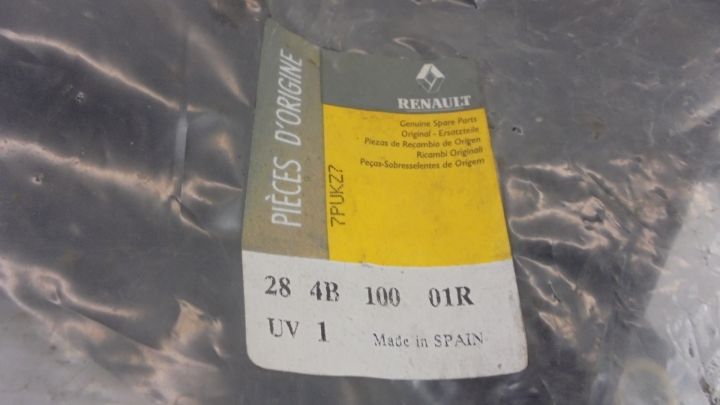 PIÈCES D'ORIGINE
RENAULT
Genuine Spare Parts
Original - Ersatzteile
Piezas de Recambio de Origen
Ricambi Originali
Peças-Sobresselentes de Origem
7PUKZ7
28 4B 100 01R
UV 1 Made in SPAIN